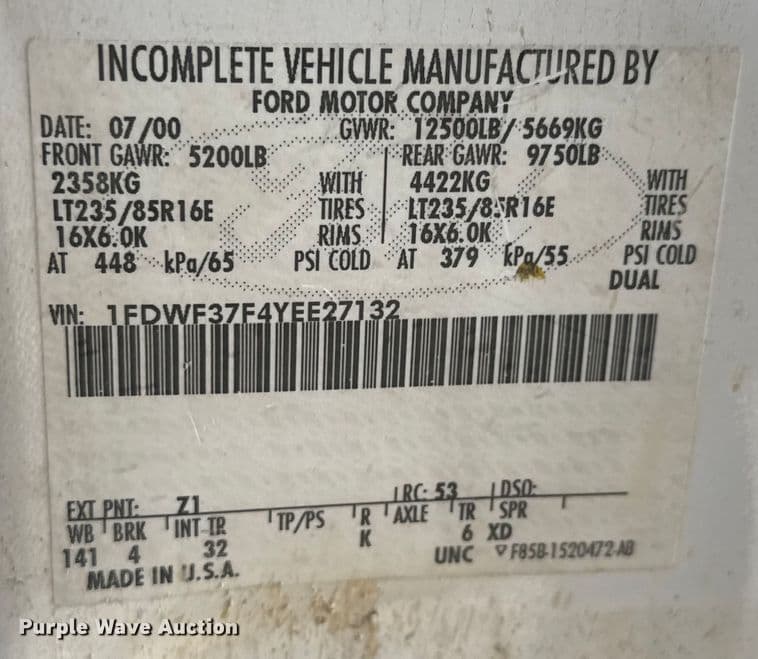 INCOMPLETE VEHICLE MANUFACTURED BY
FORD MOTOR COMPANY
DATE: 07/00 GVWR: 12500LB/ 5669KG
FRONT GAWR: 5200LB REAR GAWR: 9750LB
2358KG WITH 4422KG WITH
LT235/85R16E TIRES LT235/85R16E TIRES
16X6.0K RIMS 16X6.0K RIMS
AT 448 kPa/65 PSI COLD AT 379 kPa/55 PSI COLD
DUAL
VIN: 1FDWF37F4YEE27132
EXT PNT: Z1 RC: 53 DSO:
WB BRK INT TR TP/PS R AXLE TR SPR
141 4 32 K 6 XD
MADE IN U.S.A. UNC F85B-1520472-AB
Purple Wave Auction